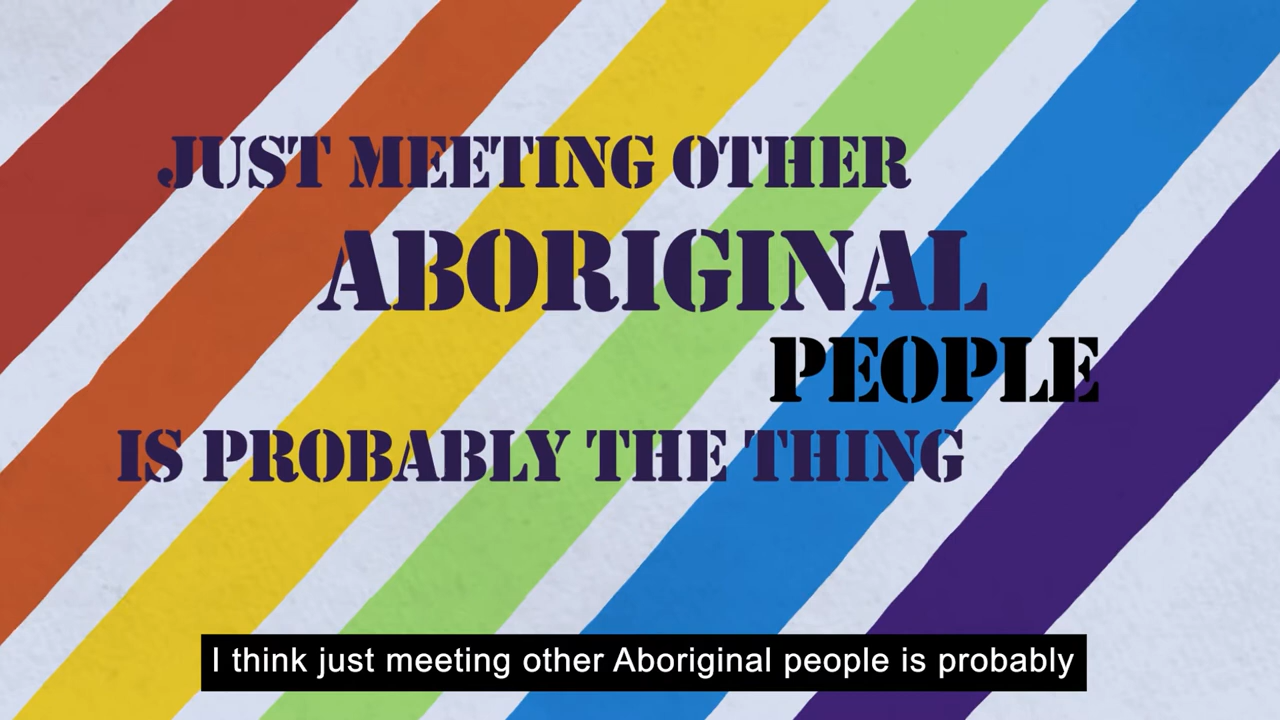 JUST MEETING OTHER
ABORIGINAL
PEOPLE
IS PROBABLY THE THING
I think just meeting other Aboriginal people is probably